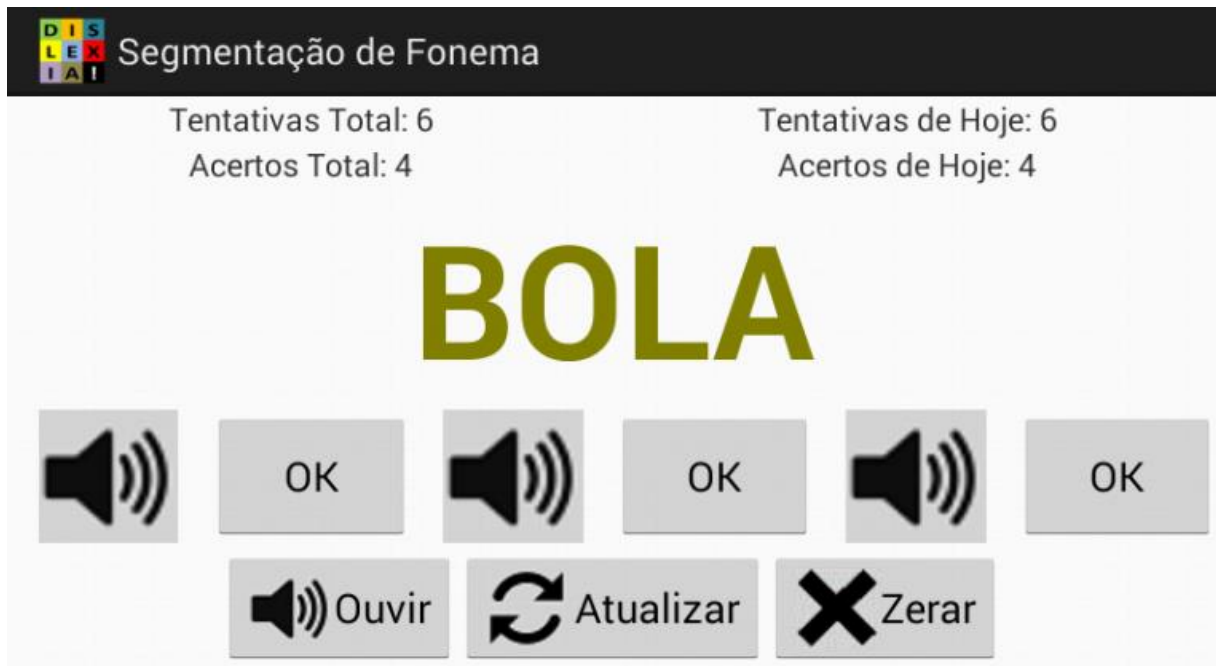 DIS
LEX
IA!
Segmentação de Fonema
Tentativas Total: 6
Acertos Total: 4
Tentativas de Hoje: 6
Acertos de Hoje: 4
BOLA
OK OK OK
Ouvir Atualizar Zerar